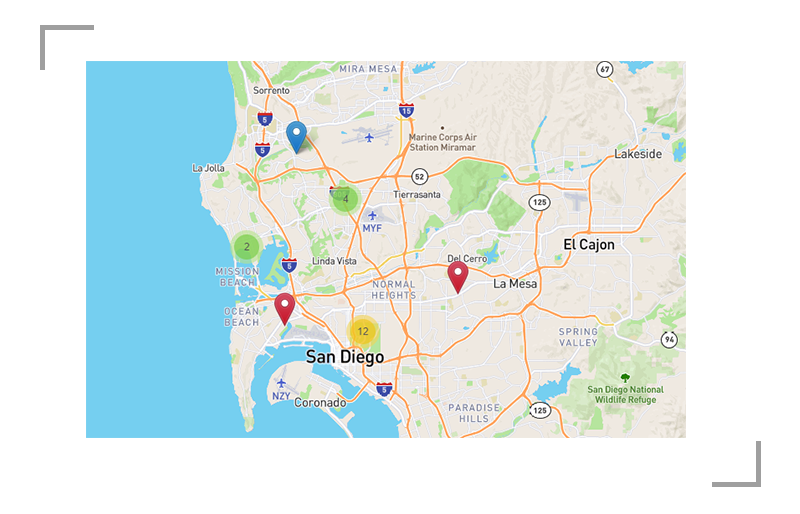 MIRA MESA
67
Sorrento
15
5
Marine Corps Air
Station Miramar
5
Lakeside
La Jolla
52
4
Tierrasanta
125
MYF
2
El Cajon
Linda Vista
Del Cerro
5
MISSION
BEACH
La Mesa
NORMAL
HEIGHTS
OCEAN
BEACH
12
SPRING
VALLEY
94
San Diego
NZY
5
San Diego National
Wildlife Refuge
Coronado
PARADISE
HILLS
125